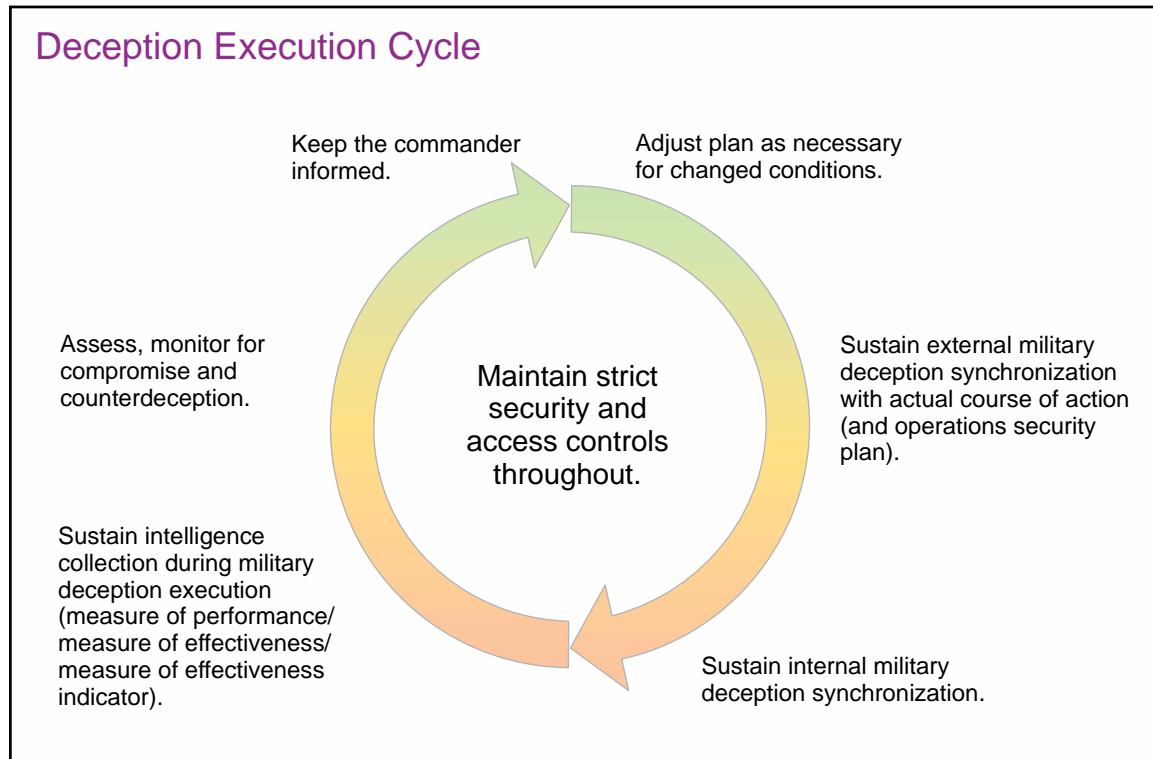 Deception Execution Cycle
Keep the commander
informed.
Adjust plan as necessary
for changed conditions.
Sustain external military
deception synchronization
with actual course of action
(and operations security
plan).
Sustain internal military
deception synchronization.
Sustain intelligence
collection during military
deception execution
(measure of performance/
measure of effectiveness/
measure of effectiveness
indicator).
Assess, monitor for
compromise and
counterdeception.
Maintain strict
security and
access controls
throughout.